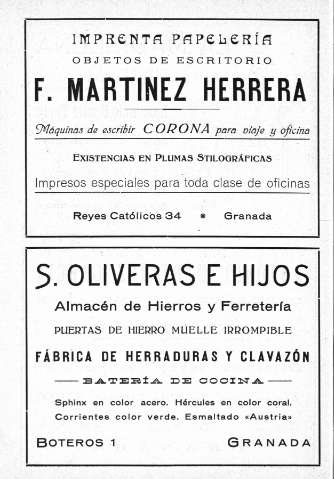 IMPRENTA PAPELERÍA
OBJETOS DE ESCRITORIO
F. MARTINEZ HERRERA
Máquinas de escribir CORONA para viaje y oficina
EXISTENCIAS EN PLUMAS STILOGRÁFICAS
Impresos especiales para toda clase de oficinas
Reyes Católicos 34 * Granada
S. OLIVERAS E HIJOS
Almacén de Hierros y Ferretería
PUERTAS DE HIERRO MUELLE IRROMPIBLE
FÁBRICA DE HERRADURAS Y CLAVAZÓN
BATERÍA DE COCINA
Sphinx en color acero. Hércules en color coral.
Corrientes color verde. Esmaltado «Austria»
BOTEROS 1 GRANADA